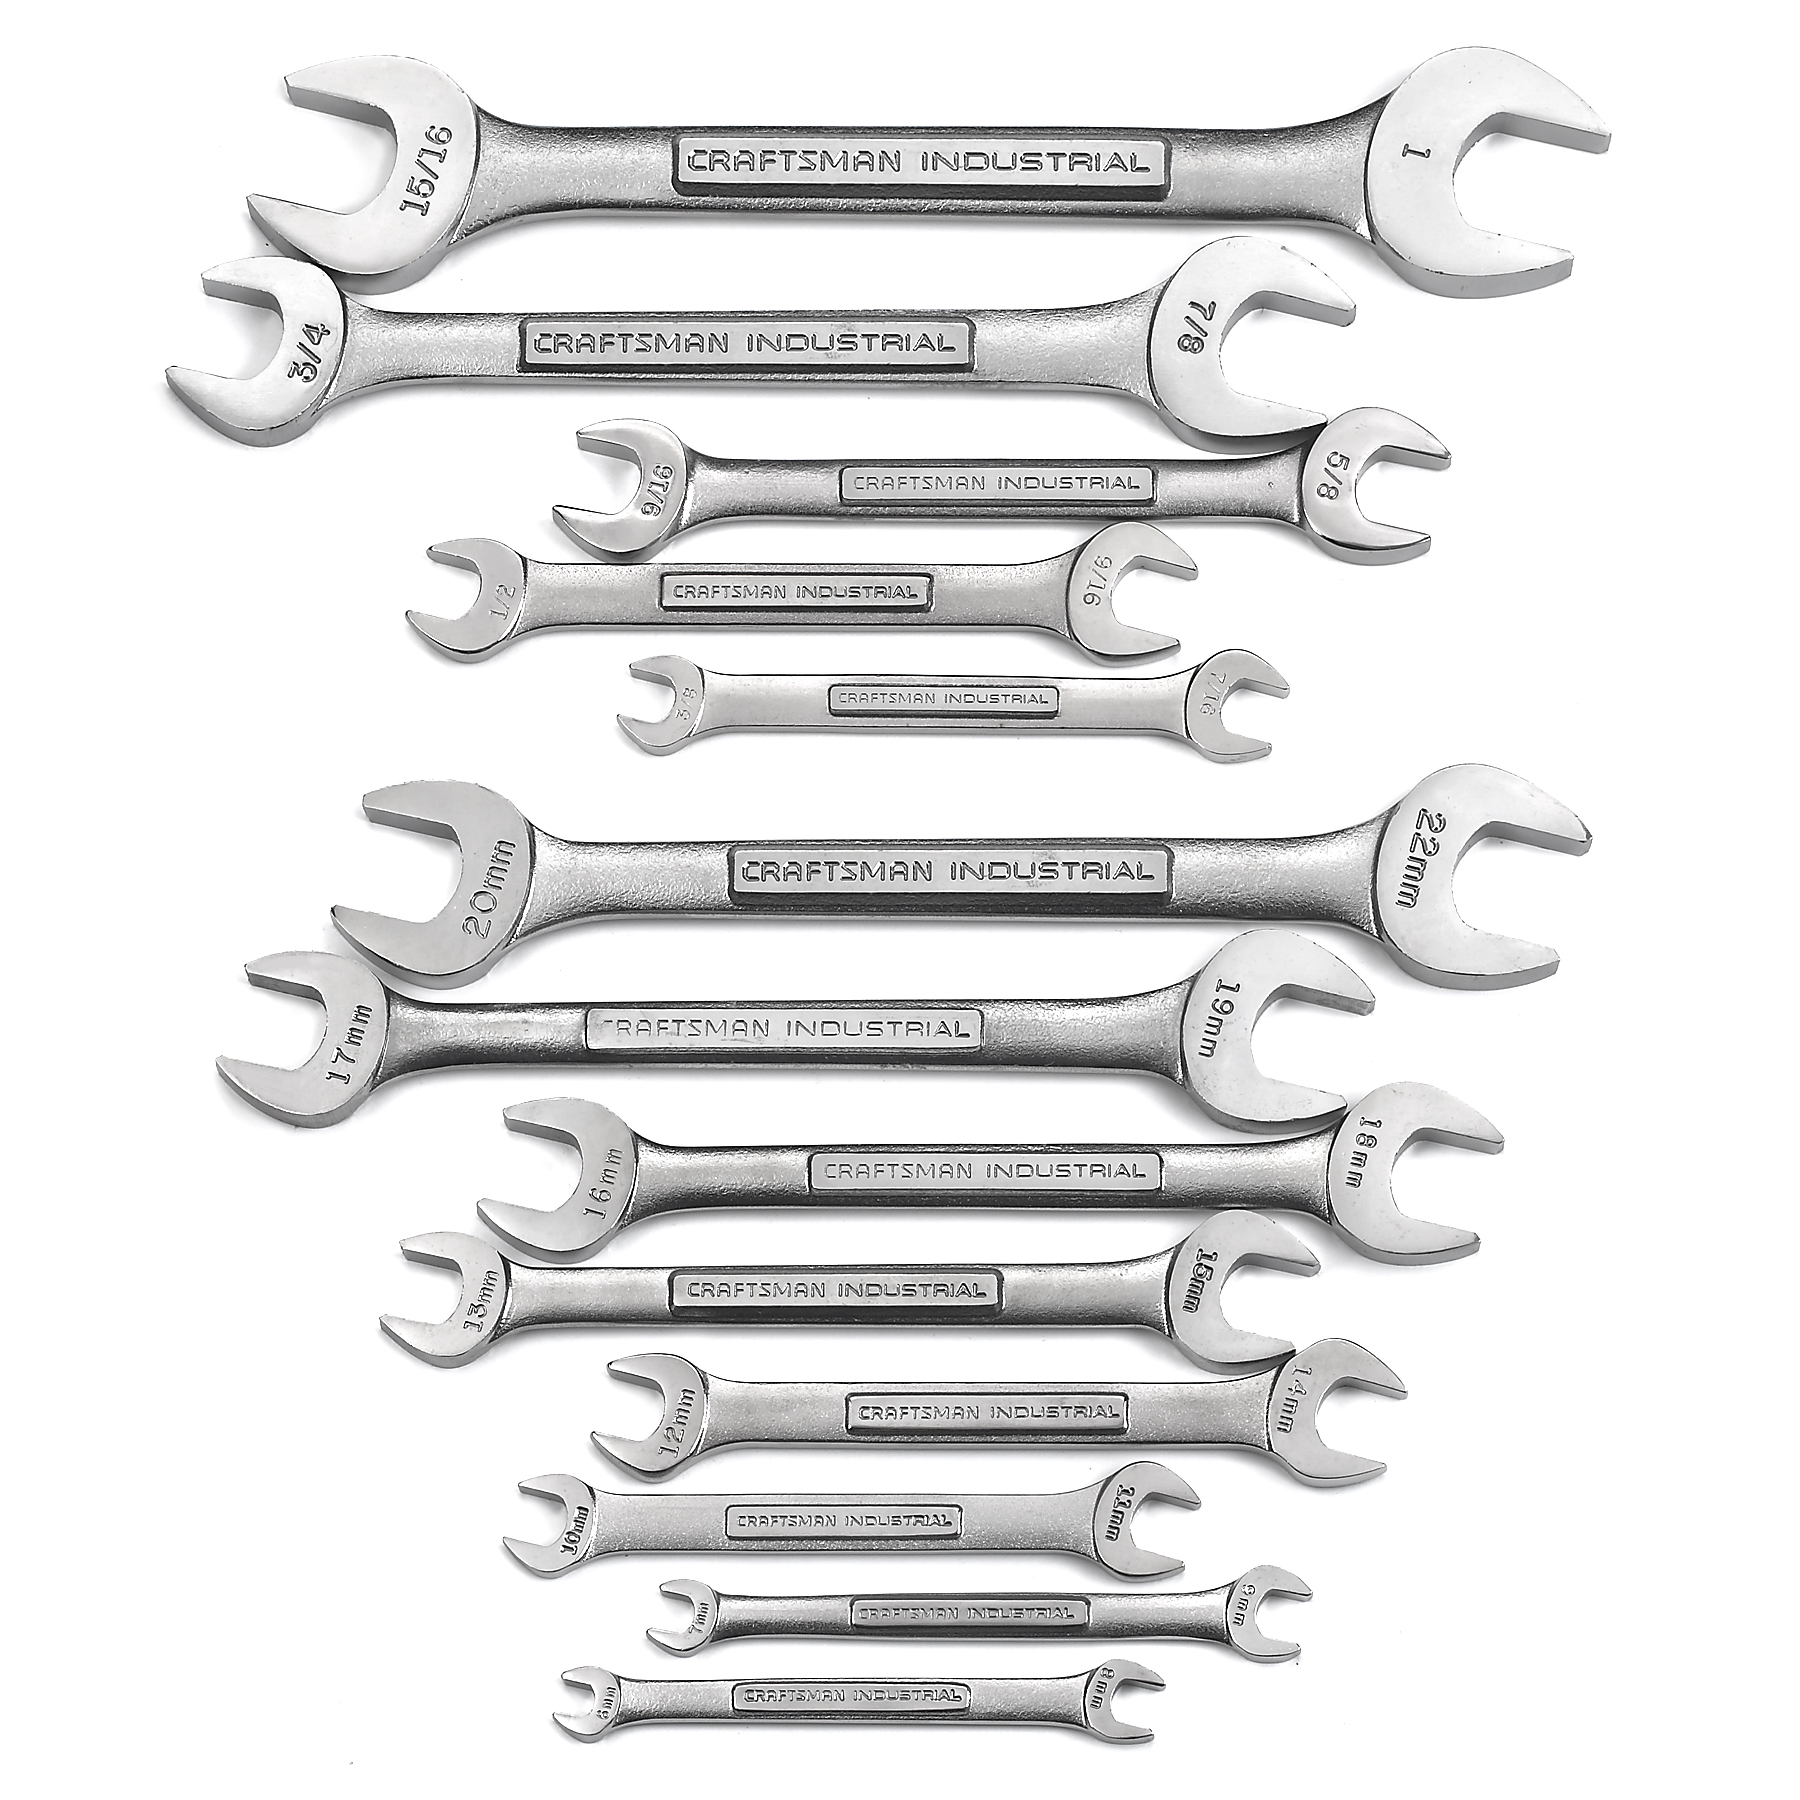 15/16 CRAFTSMAN INDUSTRIAL 1
3/4 CRAFTSMAN INDUSTRIAL 7/8
9/16 CRAFTSMAN INDUSTRIAL 5/8
1/2 CRAFTSMAN INDUSTRIAL 9/16
3/8 CRAFTSMAN INDUSTRIAL 7/16
20mm CRAFTSMAN INDUSTRIAL 22mm
17mm CRAFTSMAN INDUSTRIAL 19mm
16mm CRAFTSMAN INDUSTRIAL 18mm
13mm CRAFTSMAN INDUSTRIAL 15mm
12mm CRAFTSMAN INDUSTRIAL 14mm
10mm CRAFTSMAN INDUSTRIAL 11mm
7mm CRAFTSMAN INDUSTRIAL 9mm
6mm CRAFTSMAN INDUSTRIAL 8mm